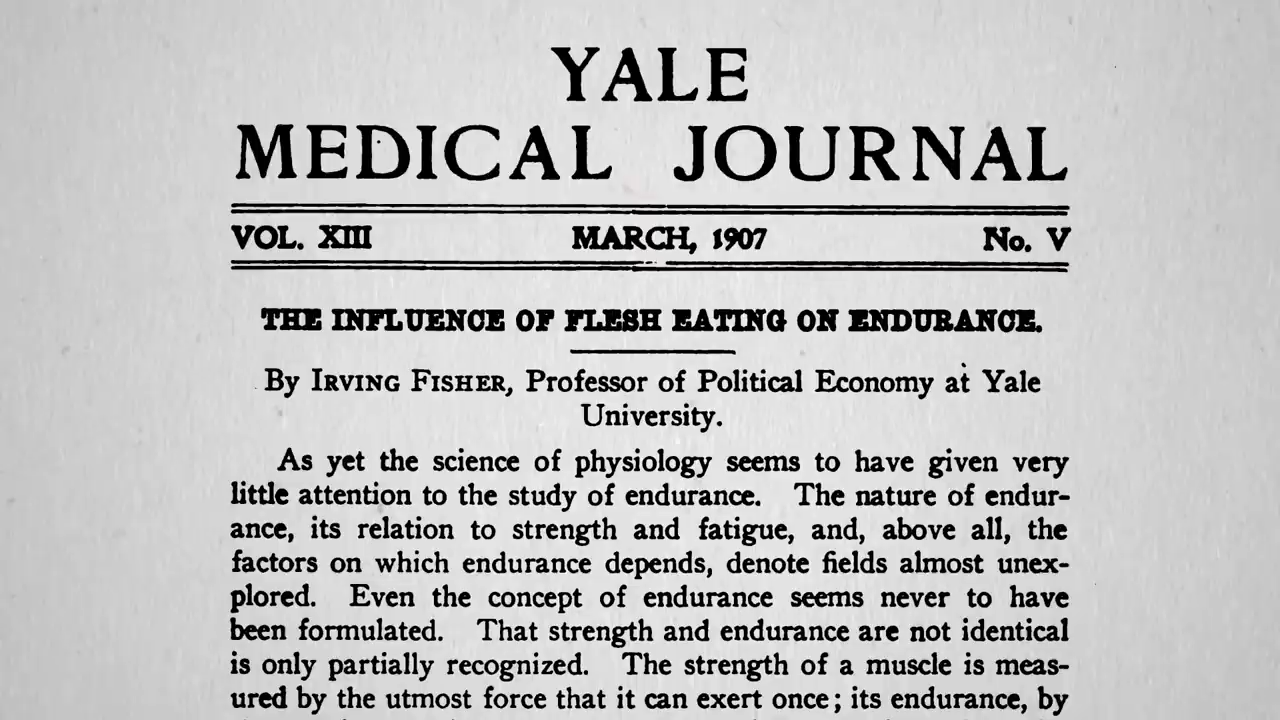 YALE
MEDICAL JOURNAL
VOL. XIII MARCH, 1907 No. V
THE INFLUENCE OF FLESH EATING ON ENDURANCE.
By IRVING FISHER, Professor of Political Economy at Yale
University.
As yet the science of physiology seems to have given very
little attention to the study of endurance. The nature of endur-
ance, its relation to strength and fatigue, and, above all, the
factors on which endurance depends, denote fields almost unex-
plored. Even the concept of endurance seems never to have
been formulated. That strength and endurance are not identical
is only partially recognized. The strength of a muscle is meas-
ured by the utmost force that it can exert once; its endurance, by